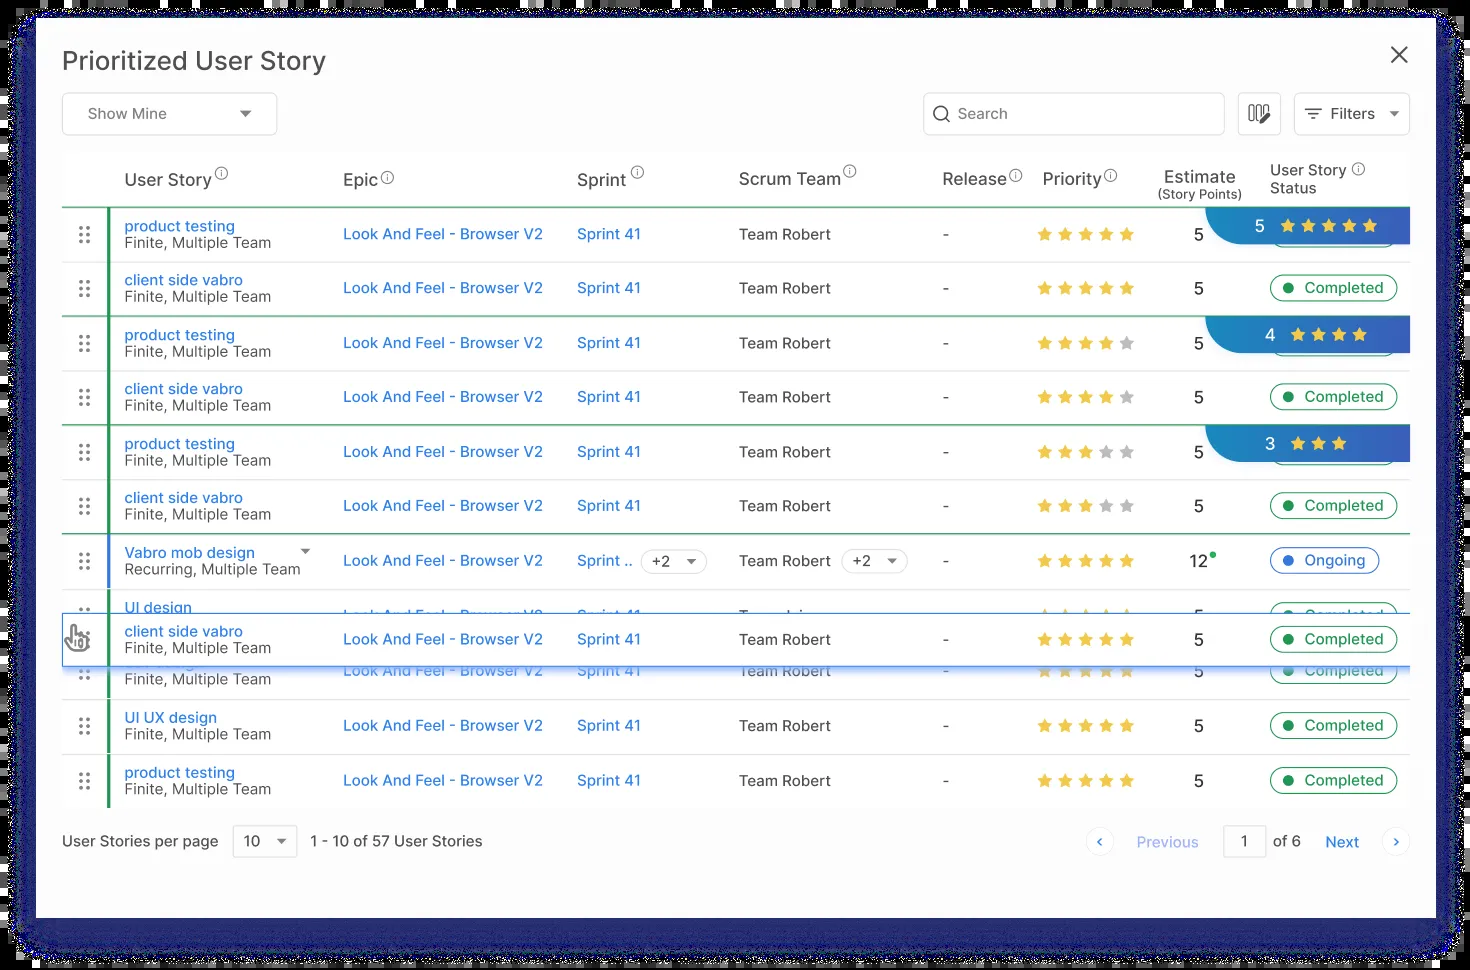 Prioritized User Story
Show Mine
Search
Filters
User Story Epic Sprint Scrum Team Release Priority Estimate (Story Points) User Story Status
product testing Look And Feel - Browser V2 Sprint 41 Team Robert - 5 5
Finite, Multiple Team
client side vabro Look And Feel - Browser V2 Sprint 41 Team Robert - 5 Completed
Finite, Multiple Team
product testing Look And Feel - Browser V2 Sprint 41 Team Robert - 5 4
Finite, Multiple Team
client side vabro Look And Feel - Browser V2 Sprint 41 Team Robert - 5 Completed
Finite, Multiple Team
product testing Look And Feel - Browser V2 Sprint 41 Team Robert - 5 3
Finite, Multiple Team
client side vabro Look And Feel - Browser V2 Sprint 41 Team Robert - 5 Completed
Finite, Multiple Team
Vabro mob design Look And Feel - Browser V2 Sprint .. +2 Team Robert +2 - 12 Ongoing
Recurring, Multiple Team
UI design
client side vabro Look And Feel - Browser V2 Sprint 41 Team Robert - 5 Completed
Finite, Multiple Team
Look And Feel - Browser V2 Sprint 41 Team Robert - 5 Completed
Finite, Multiple Team
UI UX design Look And Feel - Browser V2 Sprint 41 Team Robert - 5 Completed
Finite, Multiple Team
product testing Look And Feel - Browser V2 Sprint 41 Team Robert - 5 Completed
Finite, Multiple Team
User Stories per page 10 1 - 10 of 57 User Stories
Previous 1 of 6 Next